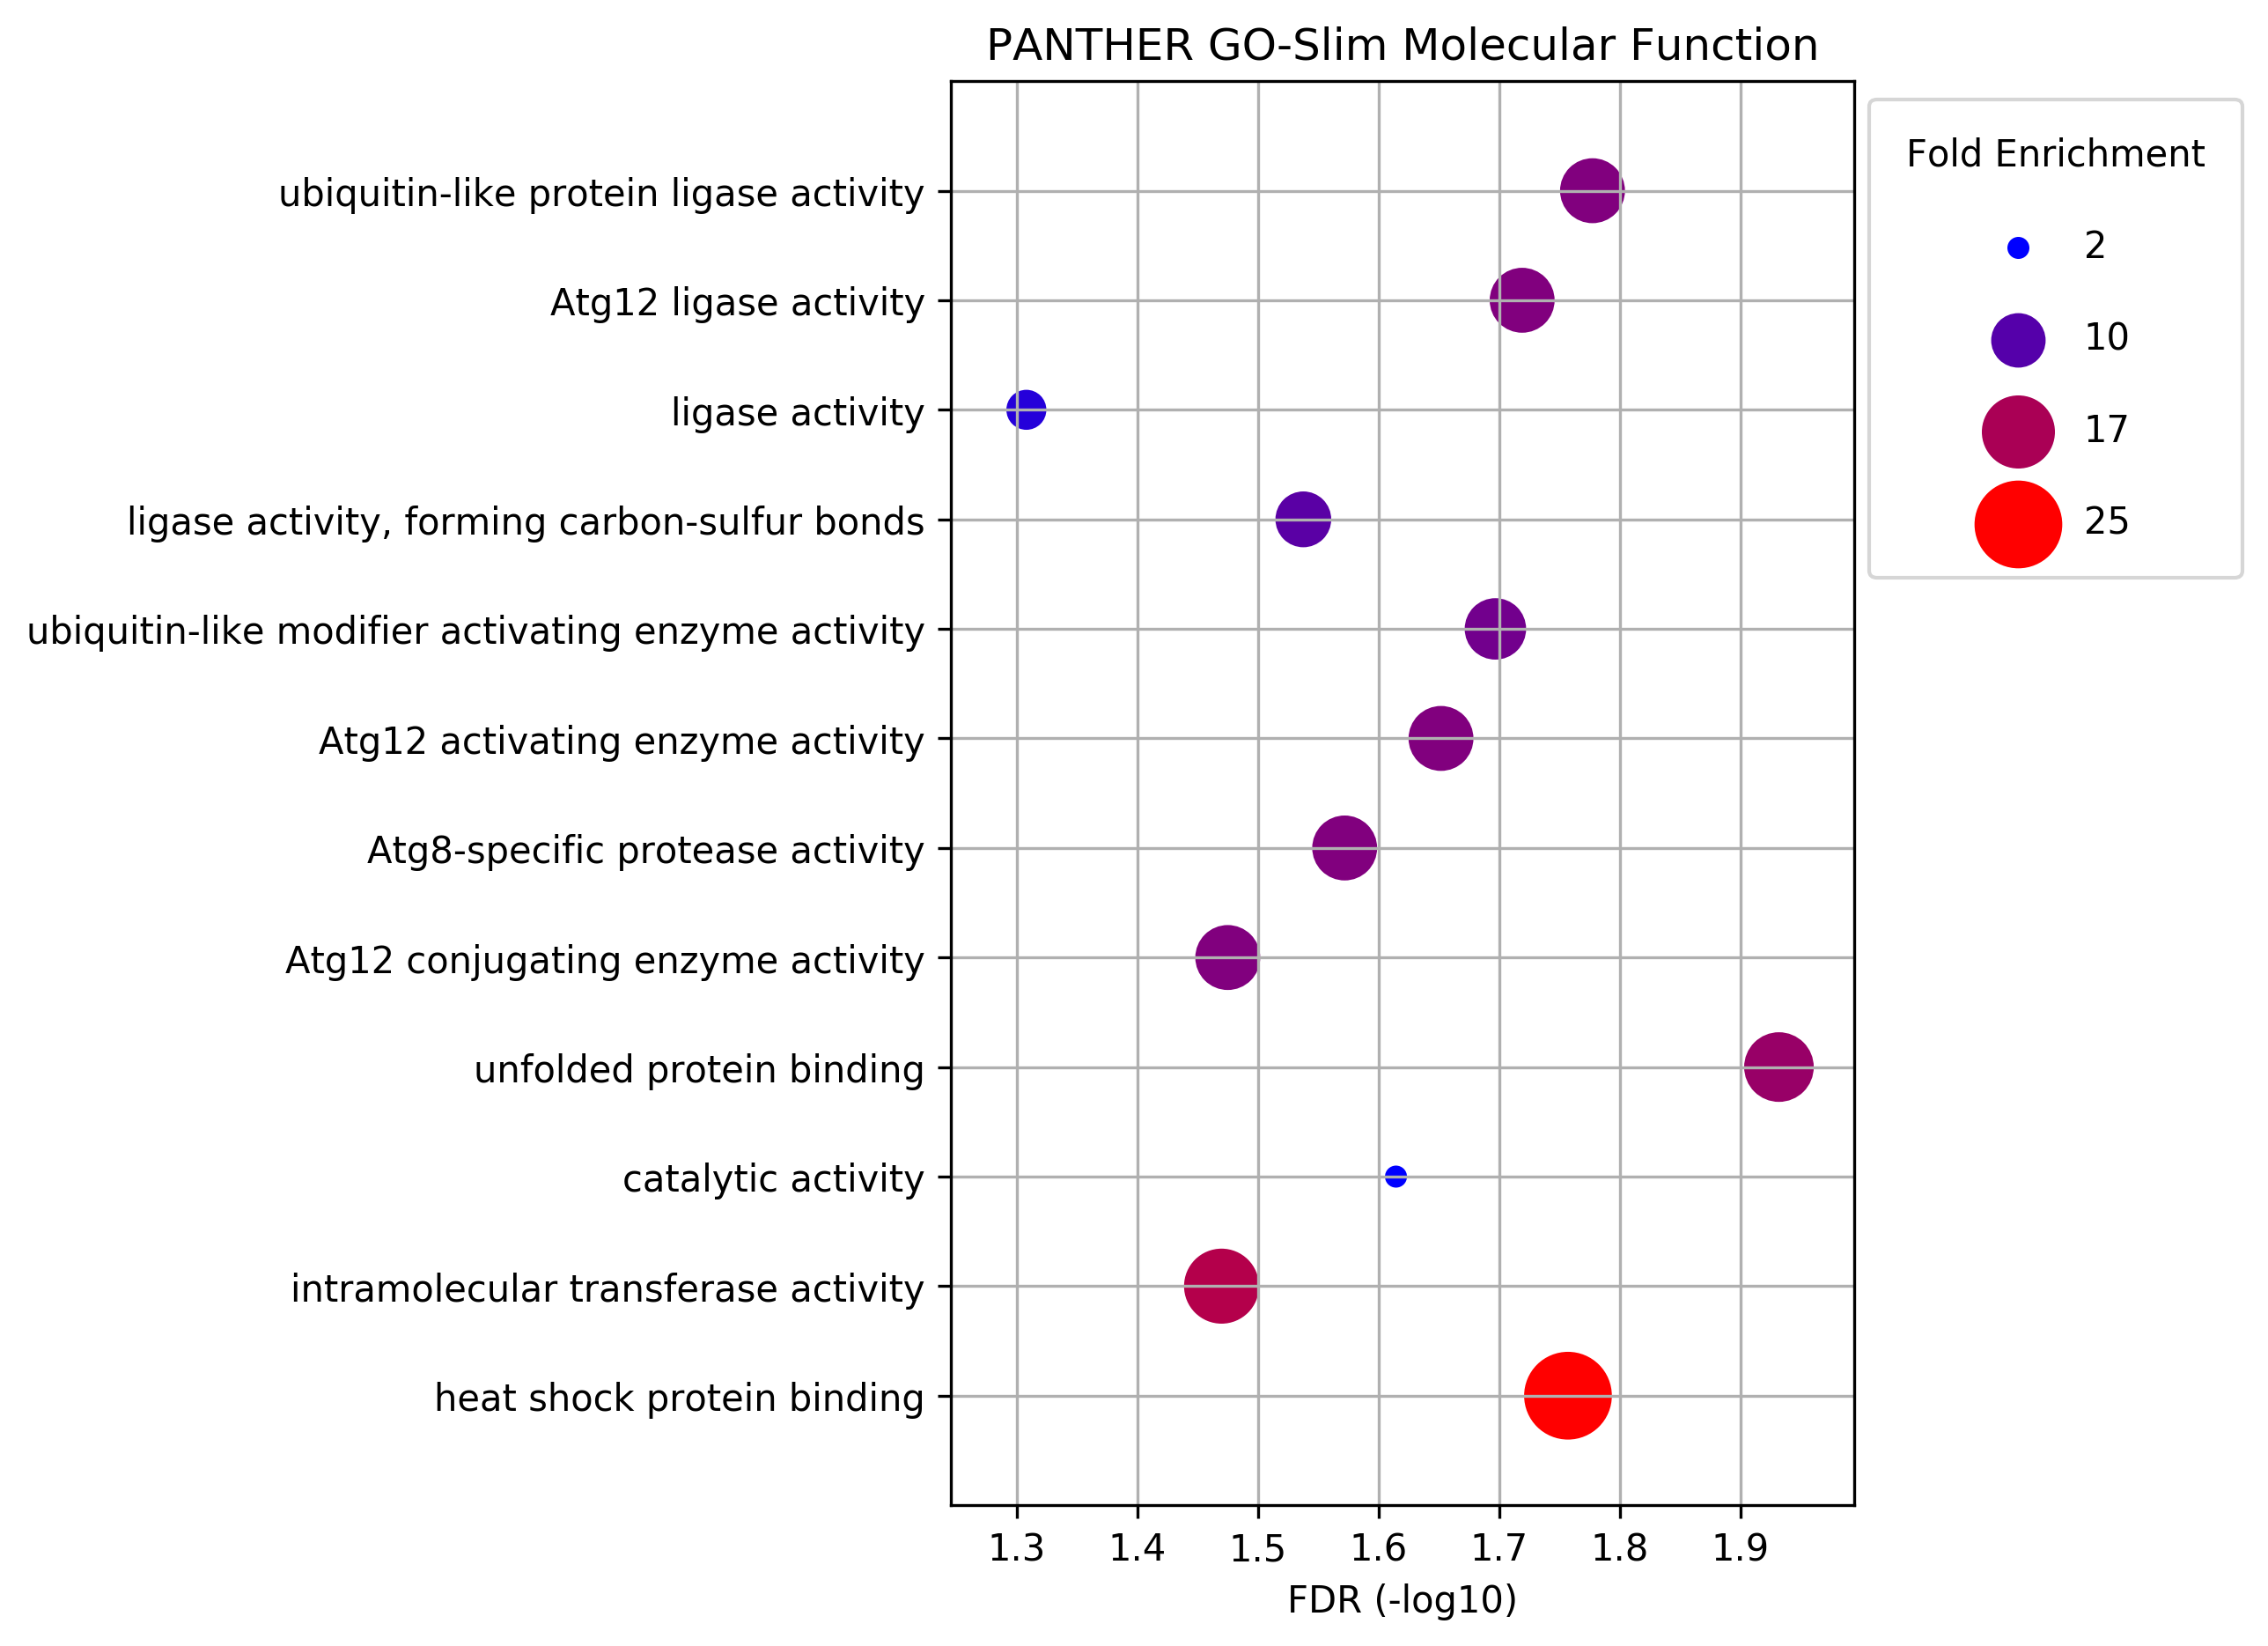 PANTHER GO-Slim Molecular Function
ubiquitin-like protein ligase activity
Atg12 ligase activity
ligase activity
ligase activity, forming carbon-sulfur bonds
ubiquitin-like modifier activating enzyme activity
Atg12 activating enzyme activity
Atg8-specific protease activity
Atg12 conjugating enzyme activity
unfolded protein binding
catalytic activity
intramolecular transferase activity
heat shock protein binding
1.3 1.4 1.5 1.6 1.7 1.8 1.9
FDR (-log10)
Fold Enrichment
2
10
17
25